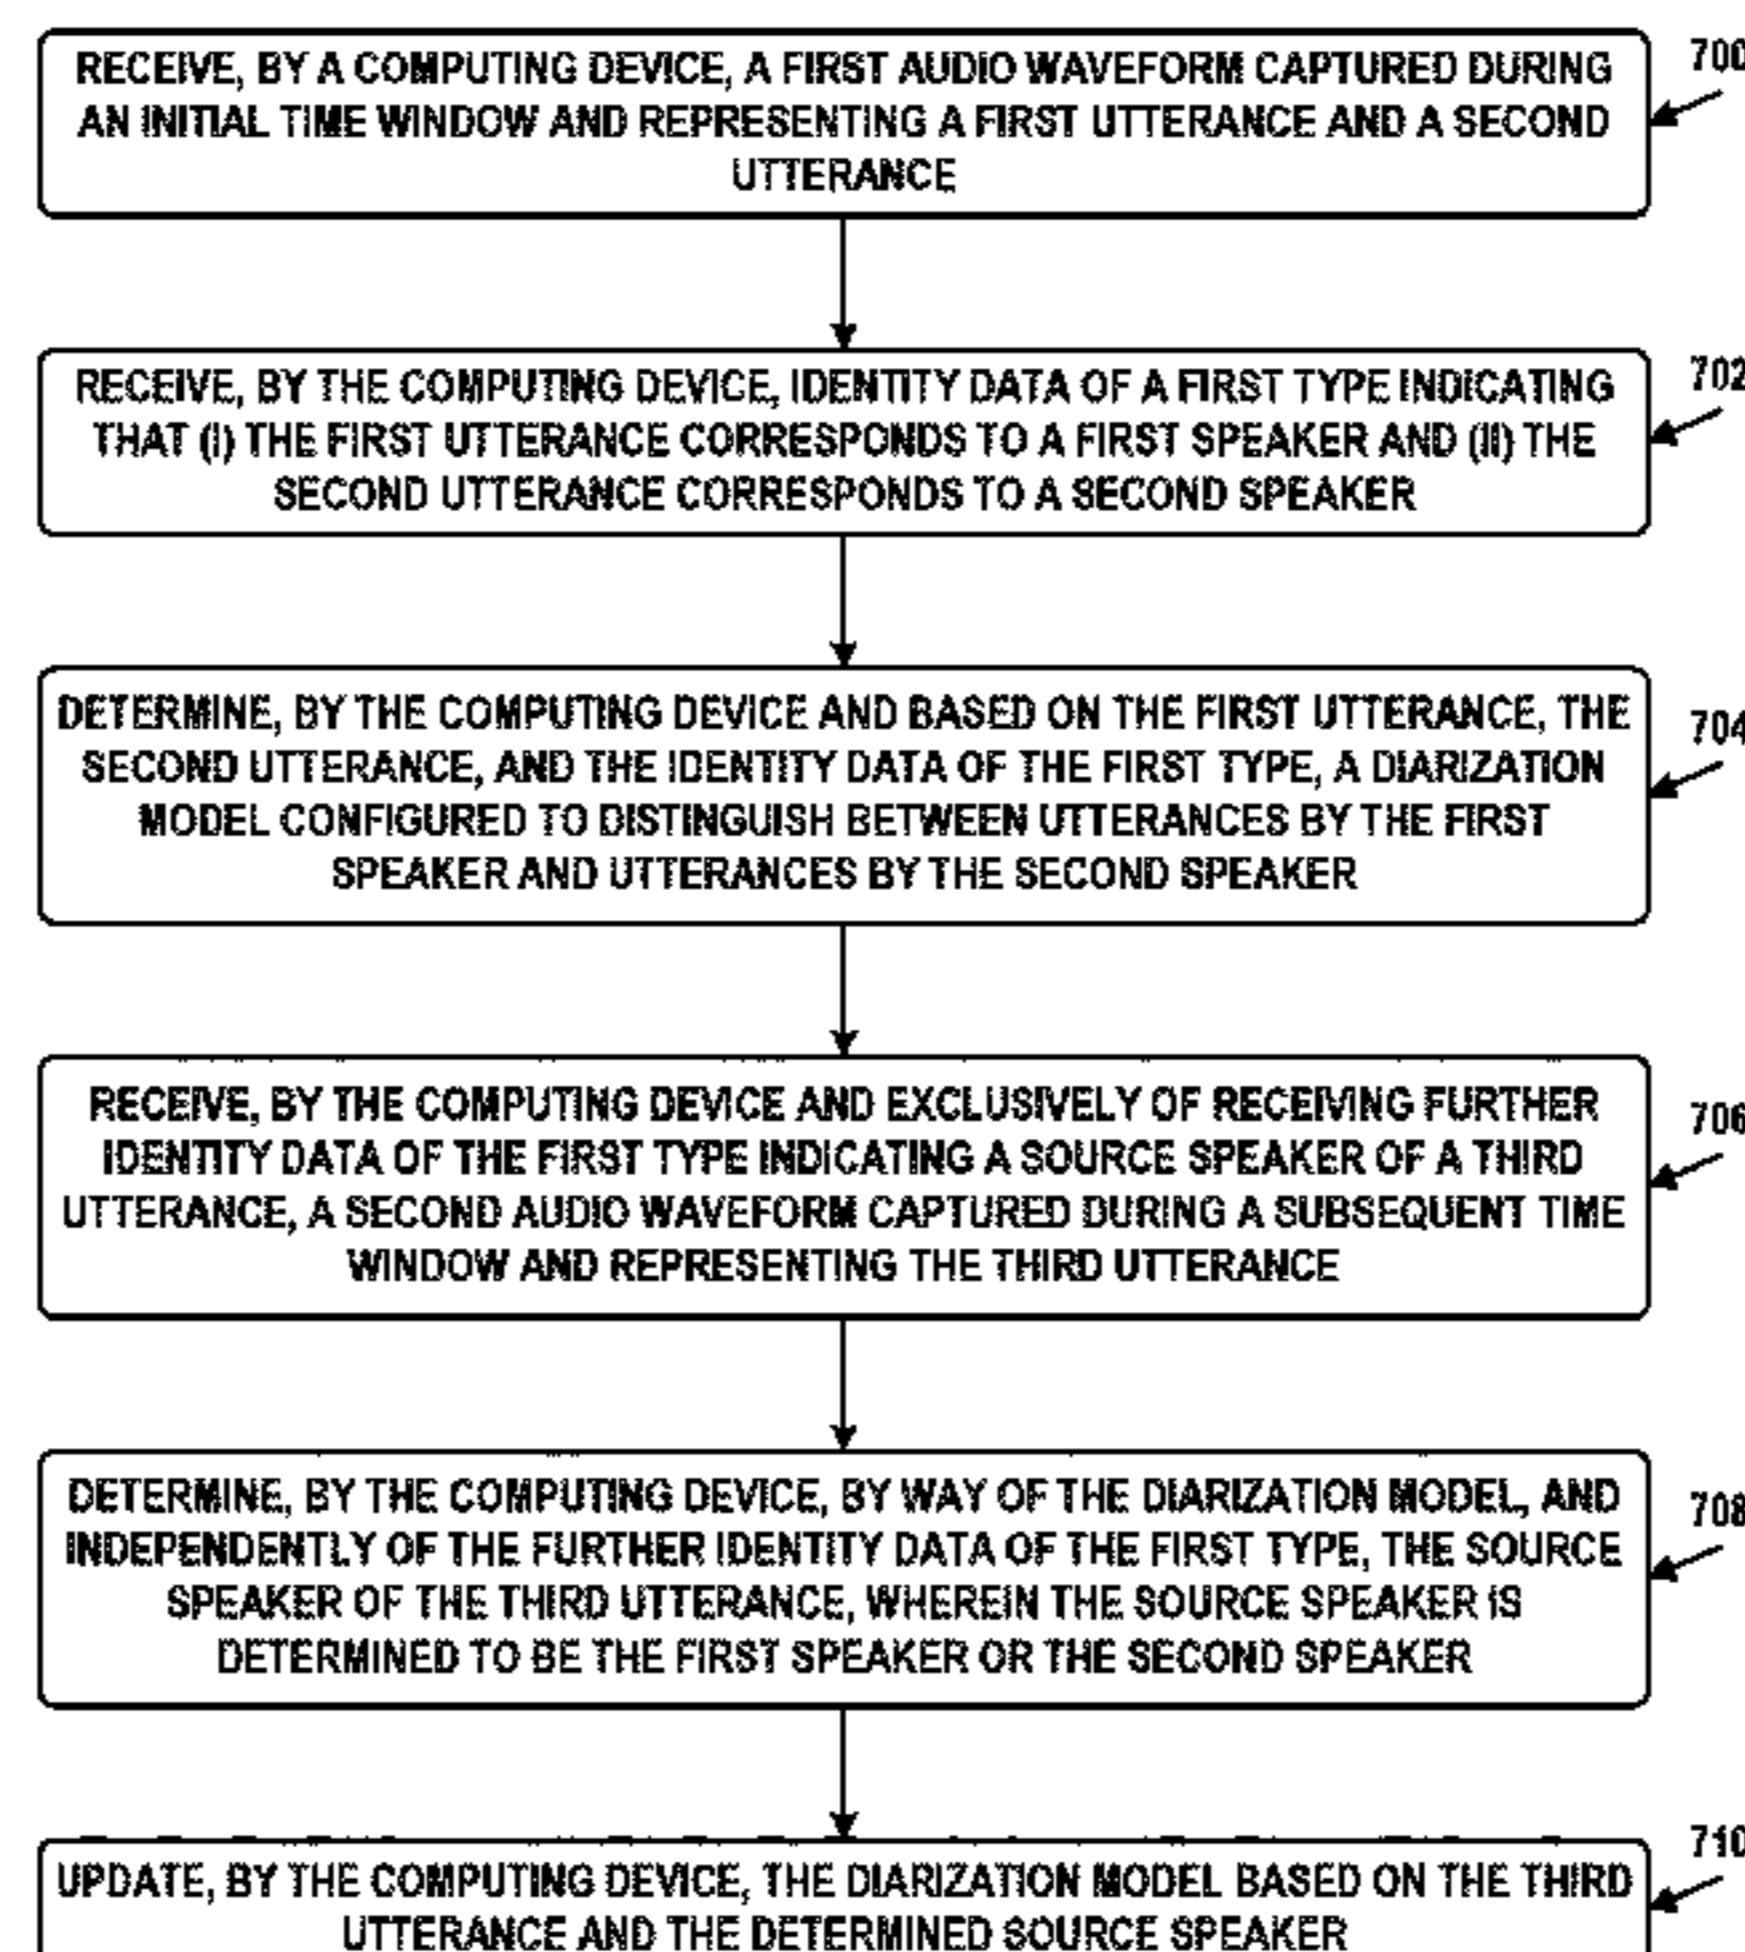 RECEIVE, BY A COMPUTING DEVICE, A FIRST AUDIO WAVEFORM CAPTURED DURING
AN INITIAL TIME WINDOW AND REPRESENTING A FIRST UTTERANCE AND A SECOND
UTTERANCE
700
RECEIVE, BY THE COMPUTING DEVICE, IDENTITY DATA OF A FIRST TYPE INDICATING
THAT (I) THE FIRST UTTERANCE CORRESPONDS TO A FIRST SPEAKER AND (II) THE
SECOND UTTERANCE CORRESPONDS TO A SECOND SPEAKER
702
DETERMINE, BY THE COMPUTING DEVICE AND BASED ON THE FIRST UTTERANCE, THE
SECOND UTTERANCE, AND THE IDENTITY DATA OF THE FIRST TYPE, A DIARIZATION
MODEL CONFIGURED TO DISTINGUISH BETWEEN UTTERANCES BY THE FIRST
SPEAKER AND UTTERANCES BY THE SECOND SPEAKER
704
RECEIVE, BY THE COMPUTING DEVICE AND EXCLUSIVELY OF RECEIVING FURTHER
IDENTITY DATA OF THE FIRST TYPE INDICATING A SOURCE SPEAKER OF A THIRD
UTTERANCE, A SECOND AUDIO WAVEFORM CAPTURED DURING A SUBSEQUENT TIME
WINDOW AND REPRESENTING THE THIRD UTTERANCE
706
DETERMINE, BY THE COMPUTING DEVICE, BY WAY OF THE DIARIZATION MODEL, AND
INDEPENDENTLY OF THE FURTHER IDENTITY DATA OF THE FIRST TYPE, THE SOURCE
SPEAKER OF THE THIRD UTTERANCE, WHEREIN THE SOURCE SPEAKER IS
DETERMINED TO BE THE FIRST SPEAKER OR THE SECOND SPEAKER
708
UPDATE, BY THE COMPUTING DEVICE, THE DIARIZATION MODEL BASED ON THE THIRD
UTTERANCE AND THE DETERMINED SOURCE SPEAKER
710